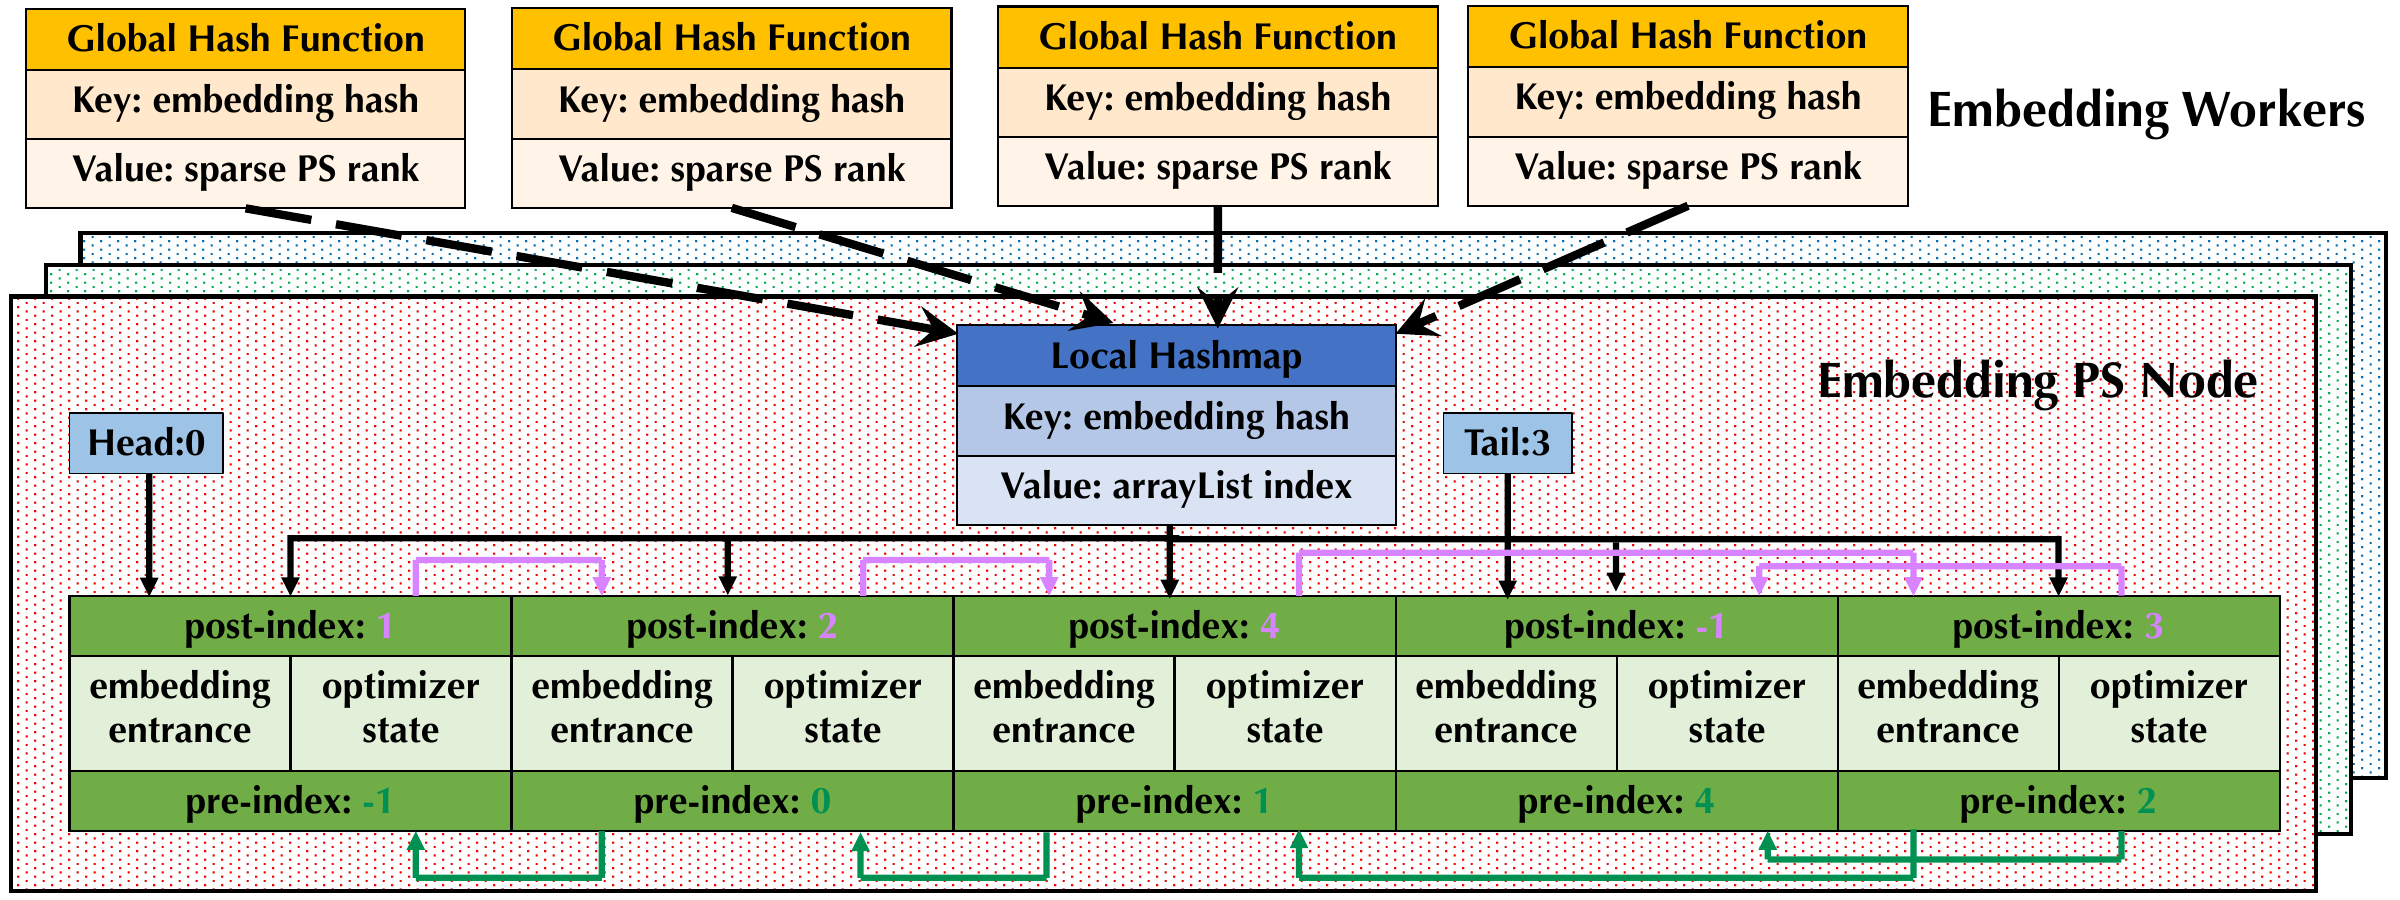 Global Hash Function
Key: embedding hash
Value: sparse PS rank
Global Hash Function
Key: embedding hash
Value: sparse PS rank
Global Hash Function
Key: embedding hash
Value: sparse PS rank
Global Hash Function
Key: embedding hash
Value: sparse PS rank
Embedding Workers
Embedding PS Node
Local Hashmap
Key: embedding hash
Value: arrayList index
Head:0
Tail:3
post-index: 1
post-index: 2
post-index: 4
post-index: -1
post-index: 3
embedding
entrance
optimizer
state
embedding
entrance
optimizer
state
embedding
entrance
optimizer
state
embedding
entrance
optimizer
state
embedding
entrance
optimizer
state
pre-index: -1
pre-index: 0
pre-index: 1
pre-index: 4
pre-index: 2